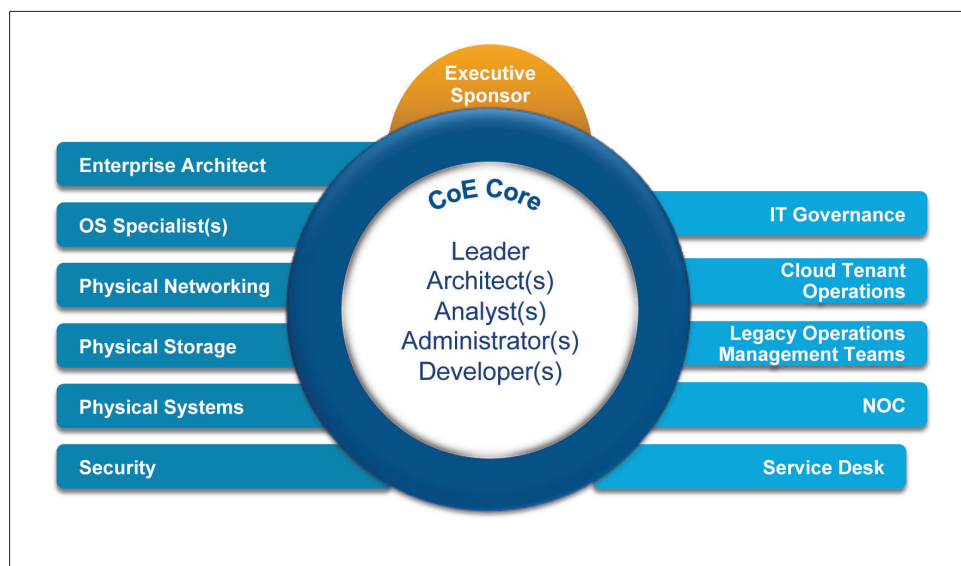 Executive
Sponsor
Enterprise Architect
OS Specialist(s)
Physical Networking
Physical Storage
Physical Systems
Security
CoE Core
Leader
Architect(s)
Analyst(s)
Administrator(s)
Developer(s)
IT Governance
Cloud Tenant
Operations
Legacy Operations
Management Teams
NOC
Service Desk